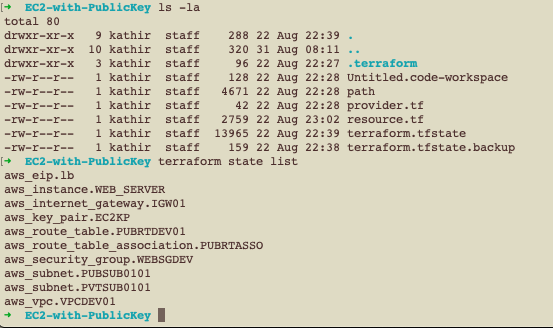 [➜  EC2-with-PublicKey ls -la
total 80
drwxr-xr-x   9 kathir  staff    288 22 Aug 22:39 .
drwxr-xr-x  10 kathir  staff    320 31 Aug 08:11 ..
drwxr-xr-x   3 kathir  staff     96 22 Aug 22:27 .terraform
-rw-r--r--   1 kathir  staff    128 22 Aug 22:28 Untitled.code-workspace
-rw-r--r--   1 kathir  staff   4671 22 Aug 22:28 path
-rw-r--r--   1 kathir  staff     42 22 Aug 22:28 provider.tf
-rw-r--r--   1 kathir  staff   2759 22 Aug 23:02 resource.tf
-rw-r--r--   1 kathir  staff  13965 22 Aug 22:39 terraform.tfstate
-rw-r--r--   1 kathir  staff    159 22 Aug 22:38 terraform.tfstate.backup
[➜  EC2-with-PublicKey terraform state list
aws_eip.lb
aws_instance.WEB_SERVER
aws_internet_gateway.IGW01
aws_key_pair.EC2KP
aws_route_table.PUBRTDEV01
aws_route_table_association.PUBRTASSO
aws_security_group.WEBSGDEV
aws_subnet.PUBSUB0101
aws_subnet.PVTSUB0101
aws_vpc.VPCDEV01
➜  EC2-with-PublicKey